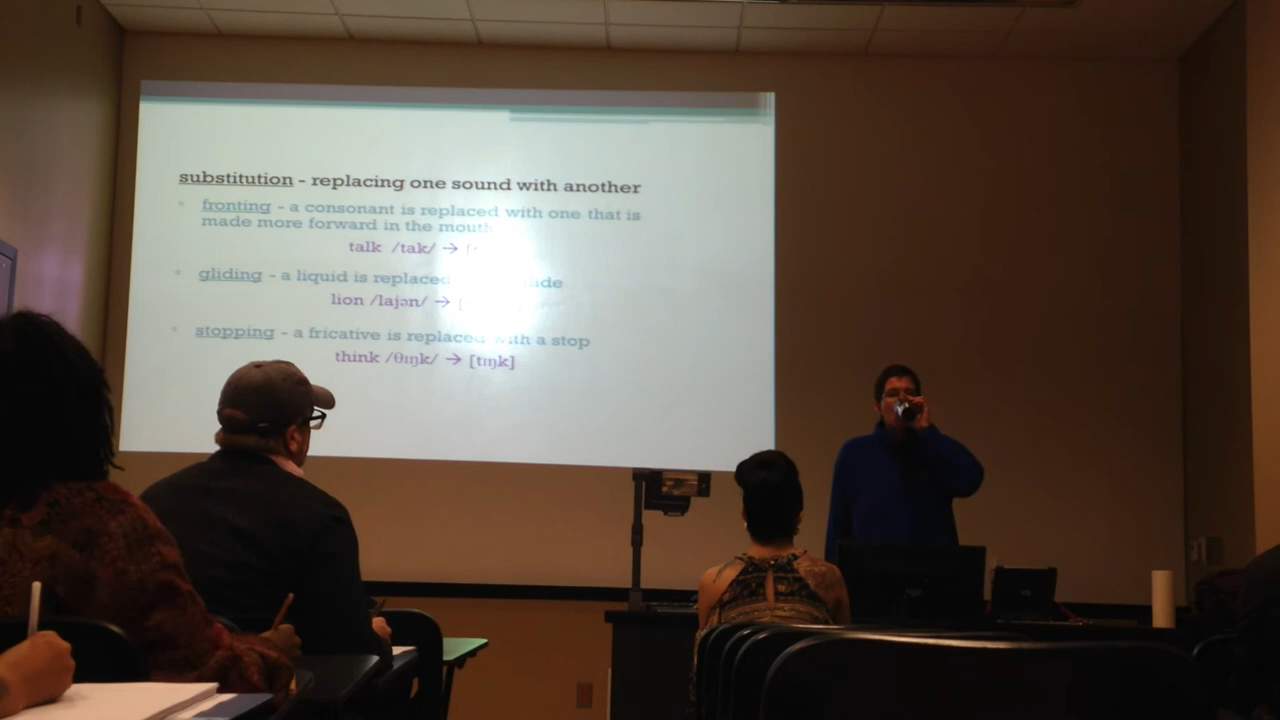 substitution - replacing one sound with another
fronting - a consonant is replaced with one that is
made more forward in the mouth
talk /tak/ → [
gliding - a liquid is replaced
lion /lajən/ → [
stopping - a fricative is replaced with a stop
think /θɪŋk/ → [tɪŋk]